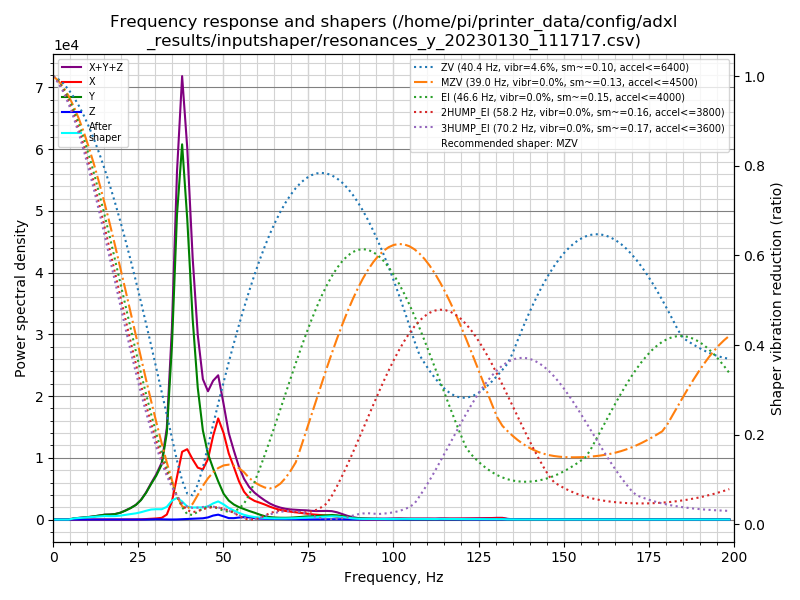 Frequency response and shapers (/home/pi/printer_data/config/adxl
_results/inputshaper/resonances_y_20230130_111717.csv)
1e4
X+Y+Z
X
Y
Z
After
shaper
ZV (40.4 Hz, vibr=4.6%, sm~=0.10, accel<=6400)
MZV (39.0 Hz, vibr=0.0%, sm~=0.13, accel<=4500)
EI (46.6 Hz, vibr=0.0%, sm~=0.15, accel<=4000)
2HUMP_EI (58.2 Hz, vibr=0.0%, sm~=0.16, accel<=3800)
3HUMP_EI (70.2 Hz, vibr=0.0%, sm~=0.17, accel<=3600)
Recommended shaper: MZV
Power spectral density
7
6
5
4
3
2
1
0
1.0
0.8
0.6
0.4
0.2
0.0
Shaper vibration reduction (ratio)
0 25 50 75 100 125 150 175 200
Frequency, Hz